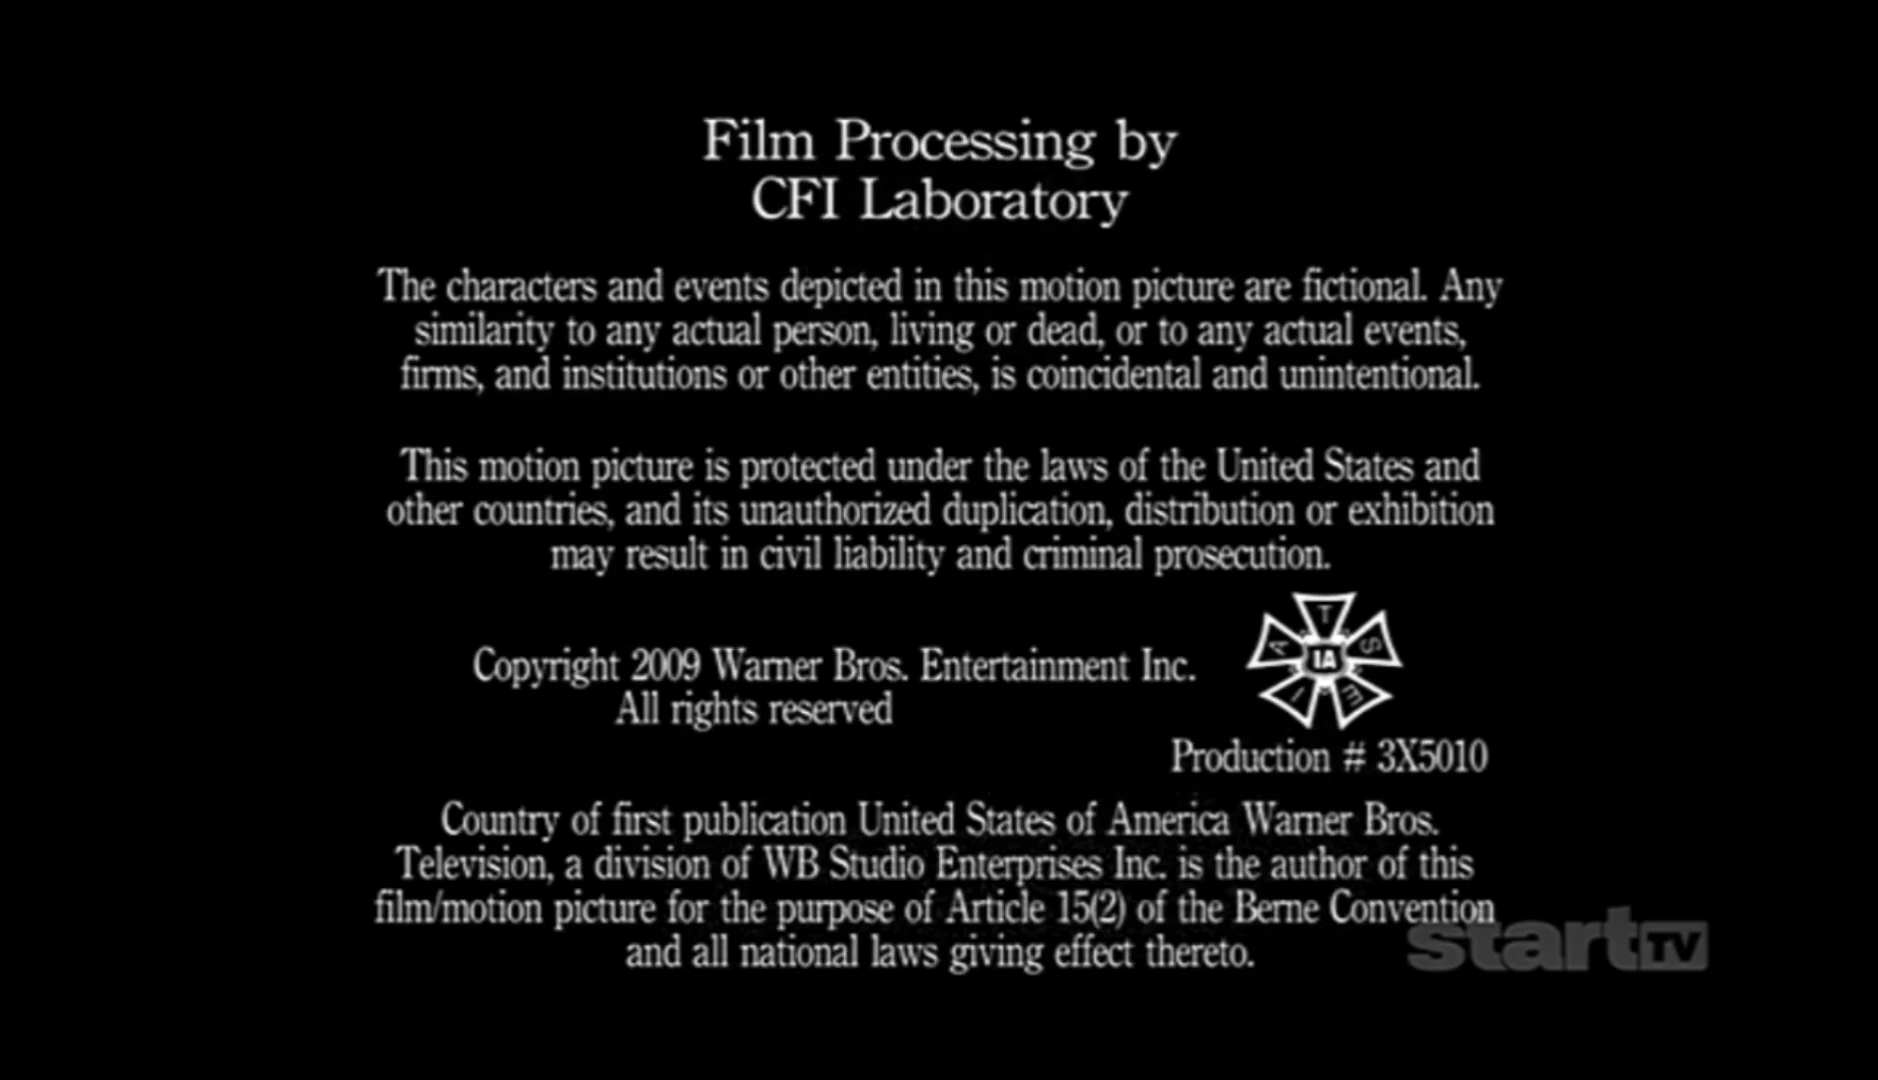 Film Processing by
CFI Laboratory
The characters and events depicted in this motion picture are fictional. Any
similarity to any actual person, living or dead, or to any actual events,
firms, and institutions or other entities, is coincidental and unintentional.
This motion picture is protected under the laws of the United States and
other countries, and its unauthorized duplication, distribution or exhibition
may result in civil liability and criminal prosecution.
I A T S E
IA
Copyright 2009 Warner Bros. Entertainment Inc.
All rights reserved
Production # 3X5010
Country of first publication United States of America Warner Bros.
Television, a division of WB Studio Enterprises Inc. is the author of this
film/motion picture for the purpose of Article 15(2) of the Berne Convention
and all national laws giving effect thereto.
start TV